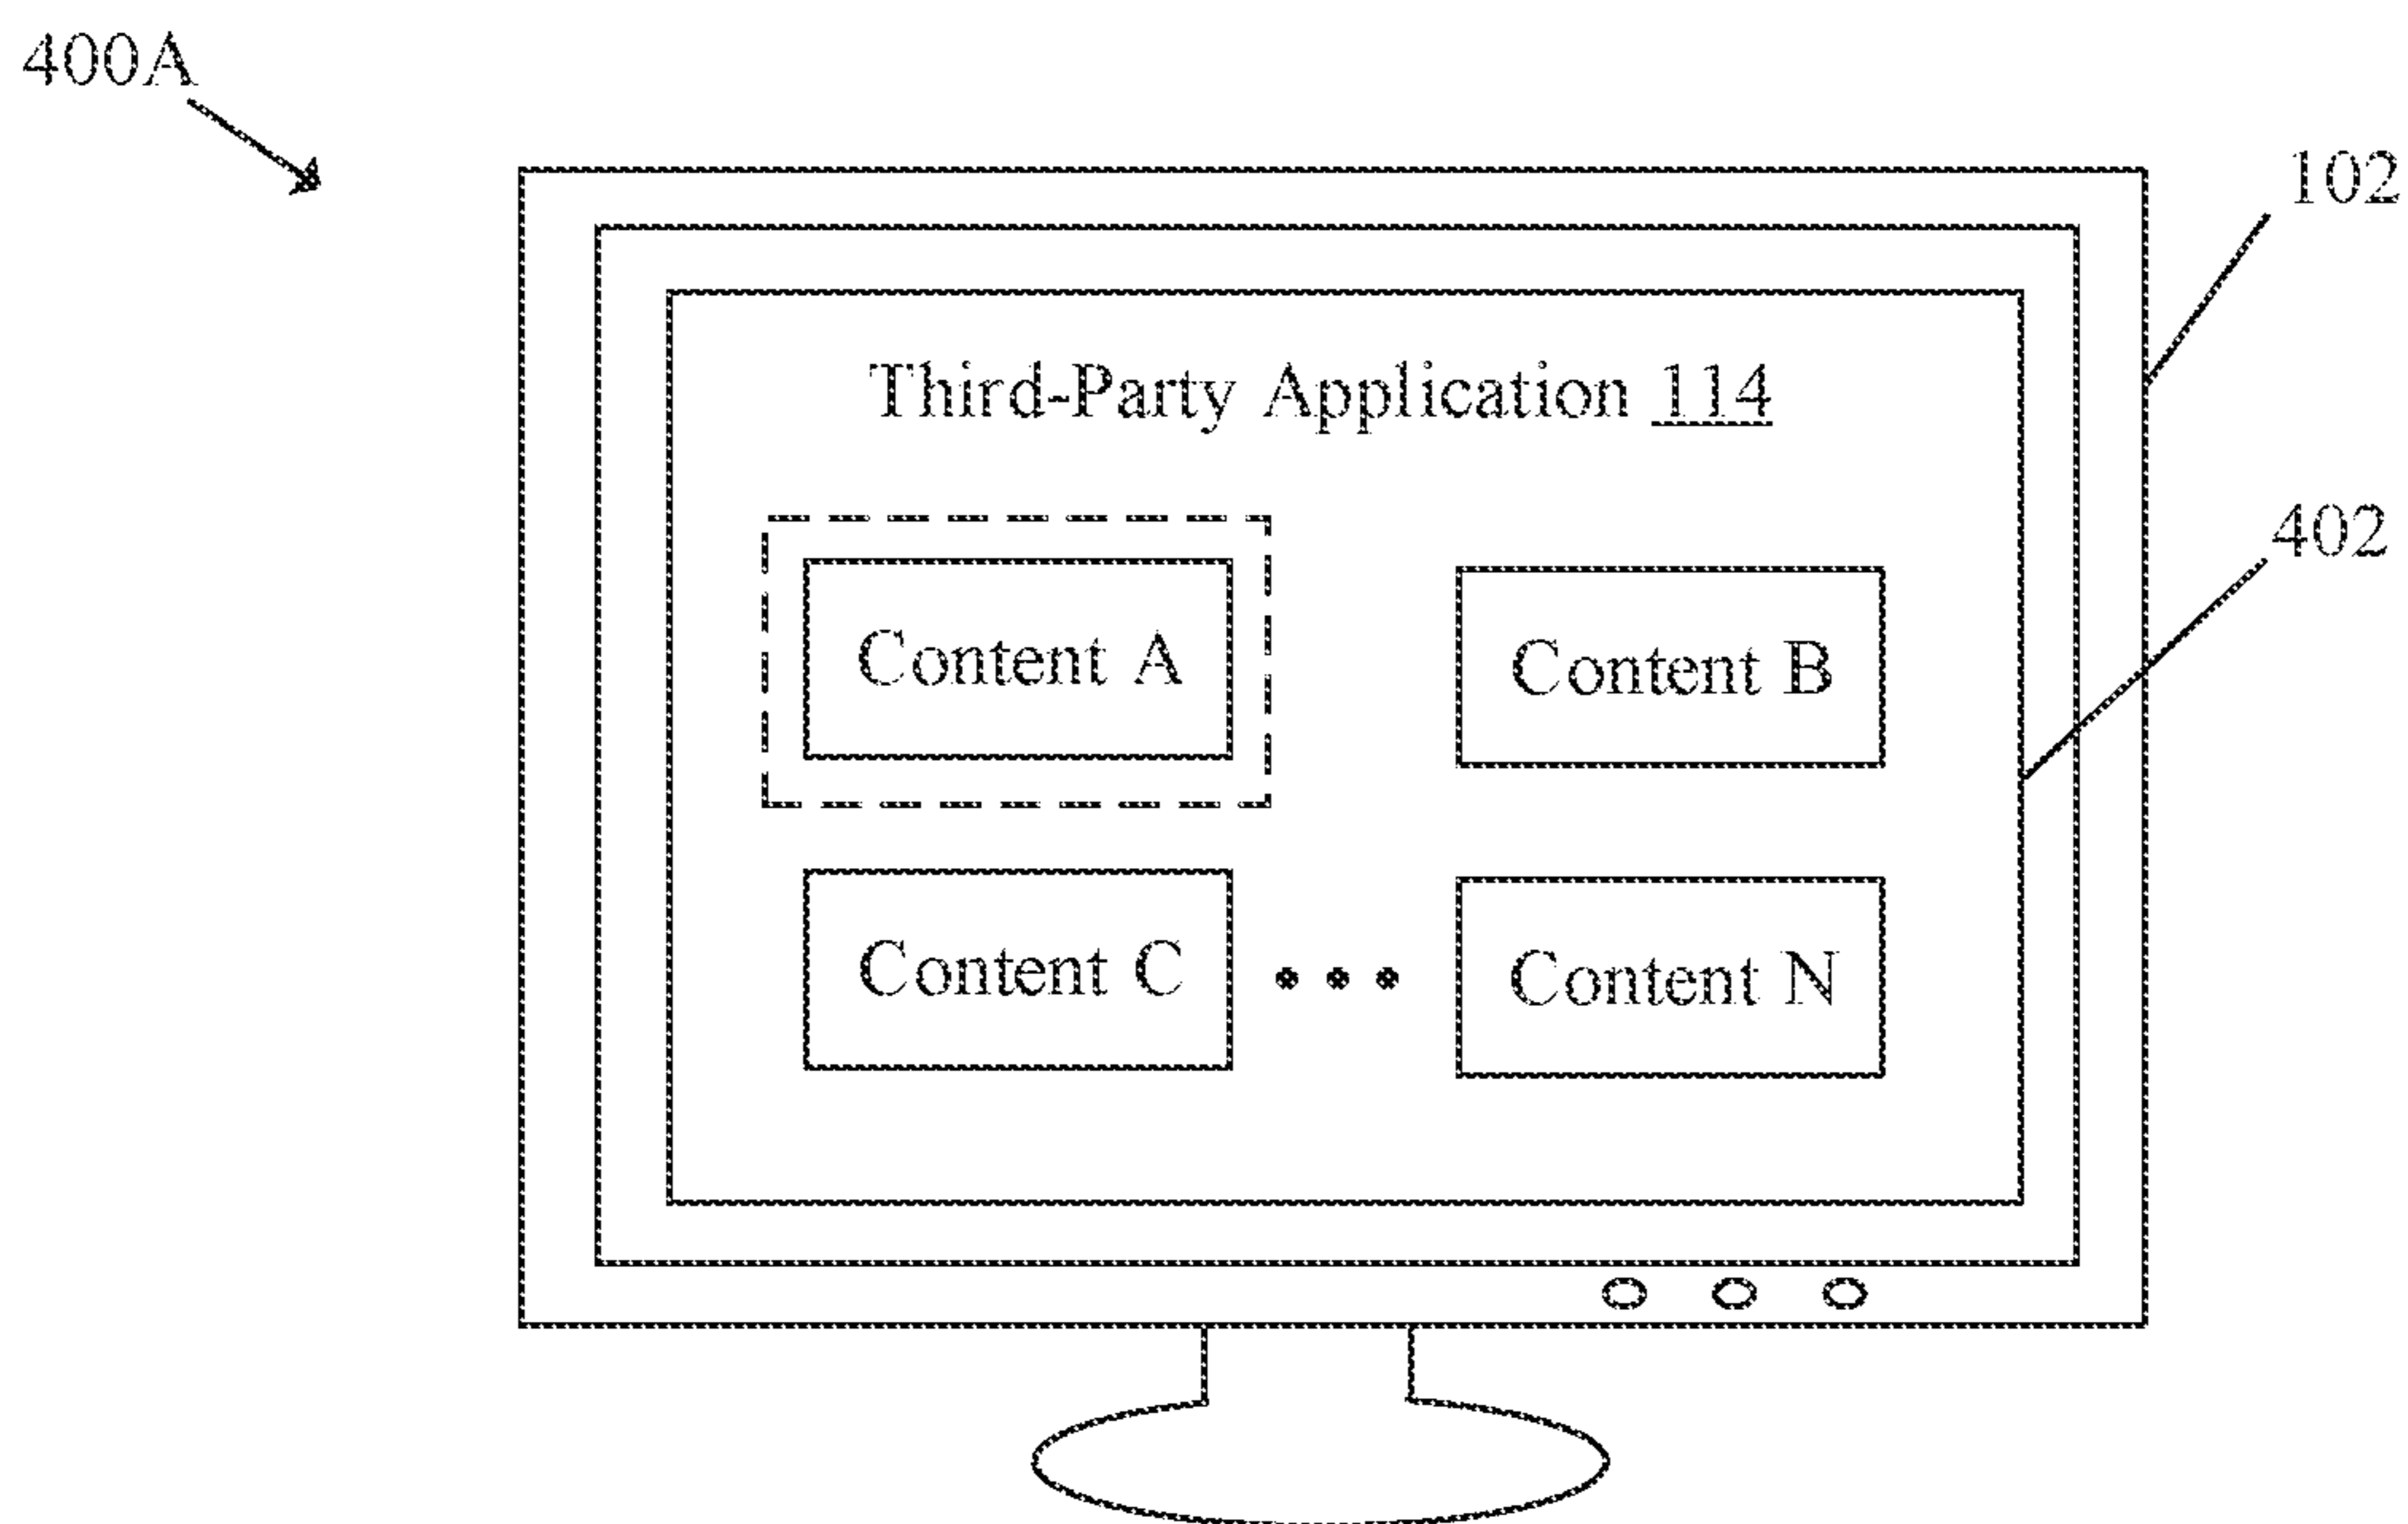 400A
102
Third-Party Application 114
402
Content A
Content B
Content C
Content N